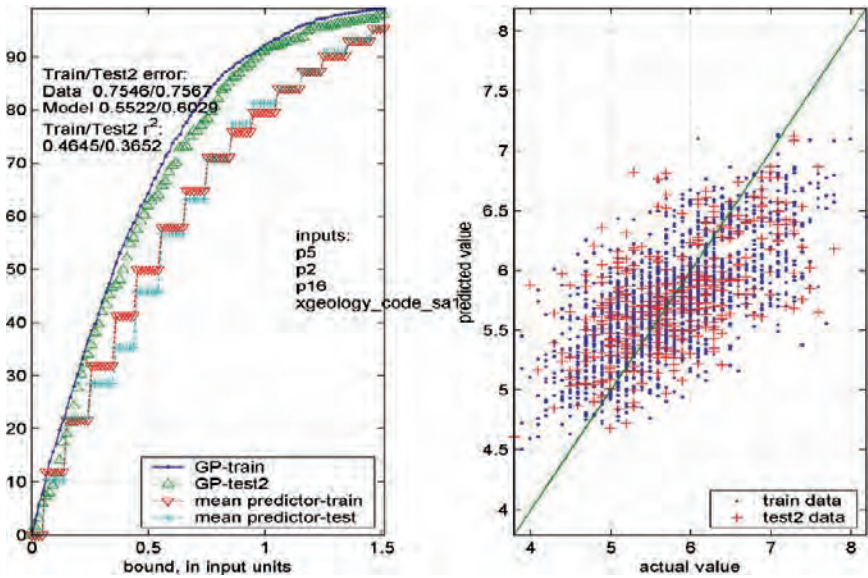 90
80
70
60
50
40
30
20
10
0
Train/Test2 error:
Data 0.7546/0.7567
Model 0.5522/0.6029
Train/Test2 r²:
0.4645/0.3652
inputs:
p5
p2
p16
xgeology_code_sa1
GP-train
GP-test2
mean predictor-train
mean predictor-test
0 0.5 1 1.5
bound, in input units
8
7.5
7
6.5
6
5.5
5
4.5
4
predicted value
train data
test2 data
4 5 6 7 8
actual value